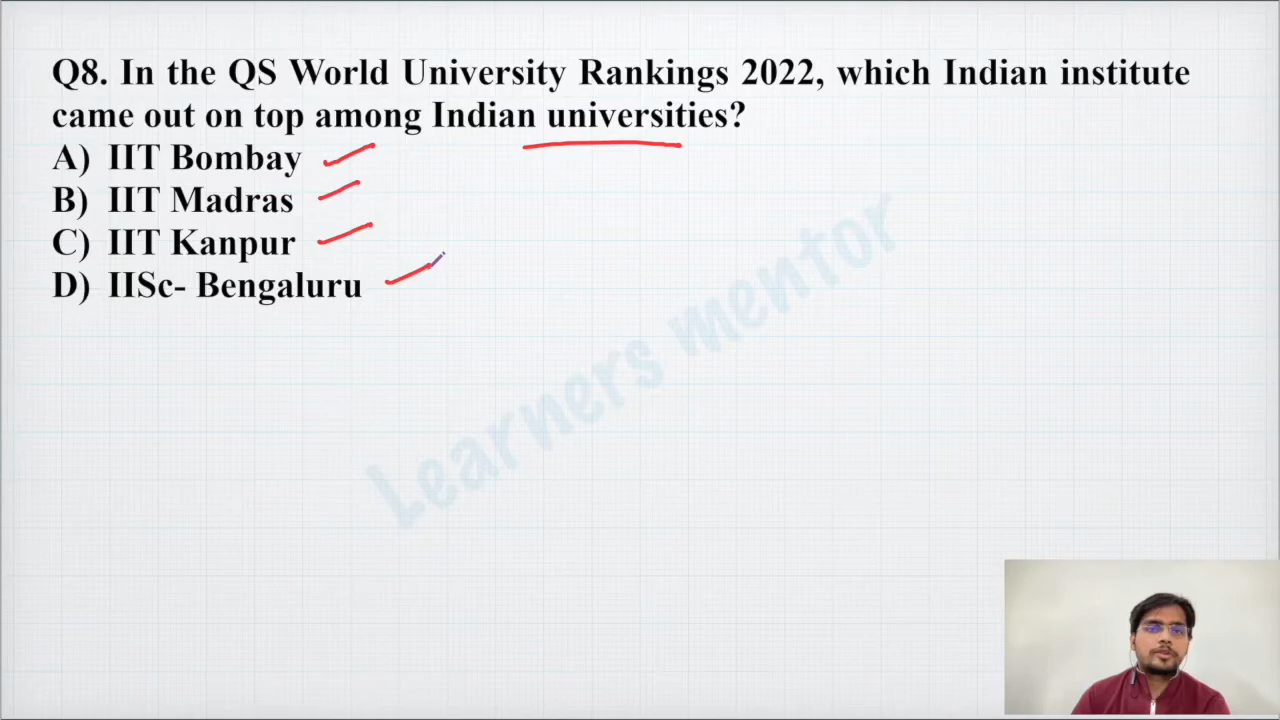 Q8. In the QS World University Rankings 2022, which Indian institute
came out on top among Indian universities?
A) IIT Bombay
B) IIT Madras
C) IIT Kanpur
D) IISc- Bengaluru
Learners mentor